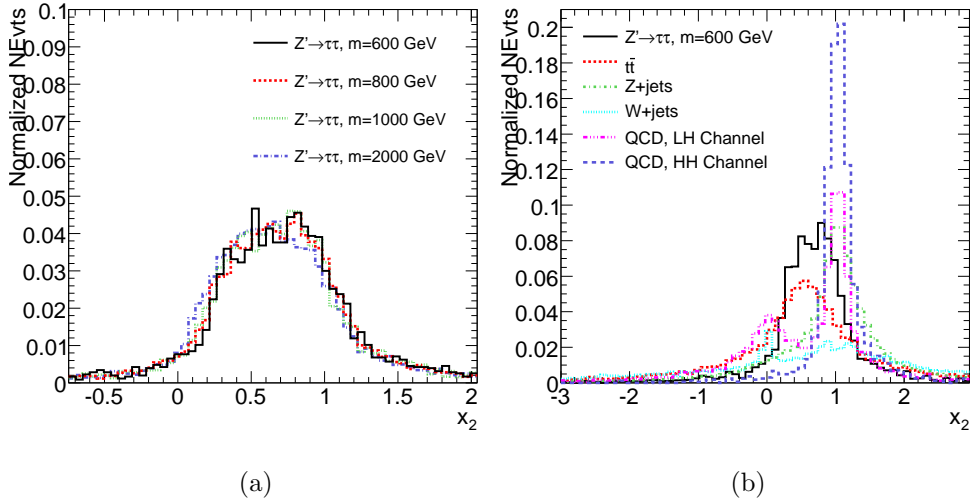 Normalized NEvts
0.1
0.09
0.08
0.07
0.06
0.05
0.04
0.03
0.02
0.01
0
-0.5 0 0.5 1 1.5 2
x₂
Z'→ττ, m=600 GeV
Z'→ττ, m=800 GeV
Z'→ττ, m=1000 GeV
Z'→ττ, m=2000 GeV
(a)
Normalized NEvts
0.2
0.18
0.16
0.14
0.12
0.1
0.08
0.06
0.04
0.02
0
-3 -2 -1 0 1 2
x₂
Z'→ττ, m=600 GeV
tt̄
Z+jets
W+jets
QCD, LH Channel
QCD, HH Channel
(b)